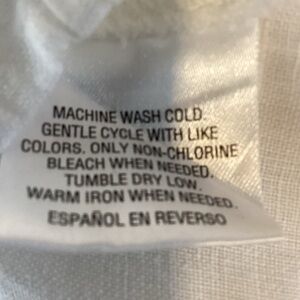 MACHINE WASH COLD
GENTLE CYCLE WITH LIKE
COLORS. ONLY NON-CHLORINE
BLEACH WHEN NEEDED.
TUMBLE DRY LOW.
WARM IRON WHEN NEEDED.
ESPAÑOL EN REVERSO